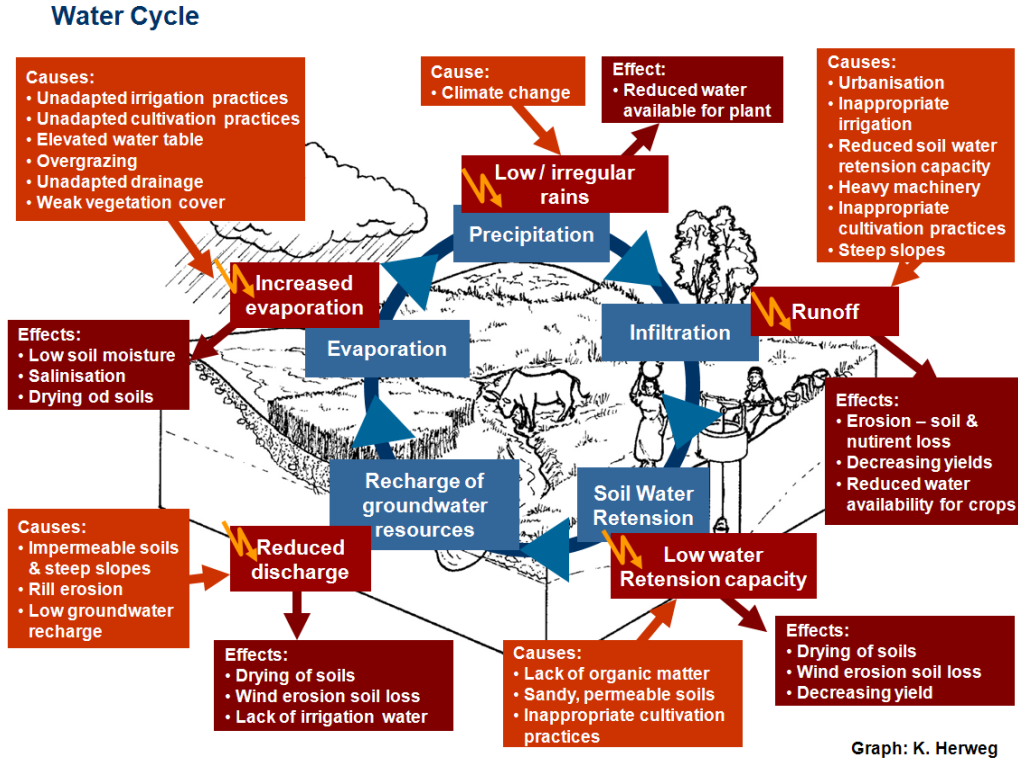 Water Cycle
Causes:
• Unadapted irrigation practices
• Unadapted cultivation practices
• Elevated water table
• Overgrazing
• Unadapted drainage
• Weak vegetation cover
Cause:
• Climate change
Effect:
• Reduced water
available for plant
Causes:
• Urbanisation
• Inappropriate
irrigation
• Reduced soil water
retention capacity
• Heavy machinery
• Inappropriate
cultivation practices
• Steep slopes
Low / irregular
rains
Precipitation
Increased
evaporation
Evaporation
Infiltration
Runoff
Effects:
• Low soil moisture
• Salinisation
• Drying od soils
Effects:
• Erosion – soil &
nutirent loss
• Decreasing yields
• Reduced water
availability for crops
Recharge of
groundwater
resources
Soil Water
Retention
Causes:
• Impermeable soils
& steep slopes
• Rill erosion
• Low groundwater
recharge
Reduced
discharge
Low water
Retention capacity
Effects:
• Drying of soils
• Wind erosion soil loss
• Lack of irrigation water
Causes:
• Lack of organic matter
• Sandy, permeable soils
• Inappropriate cultivation
practices
Effects:
• Drying of soils
• Wind erosion soil loss
• Decreasing yield
Graph: K. Herweg